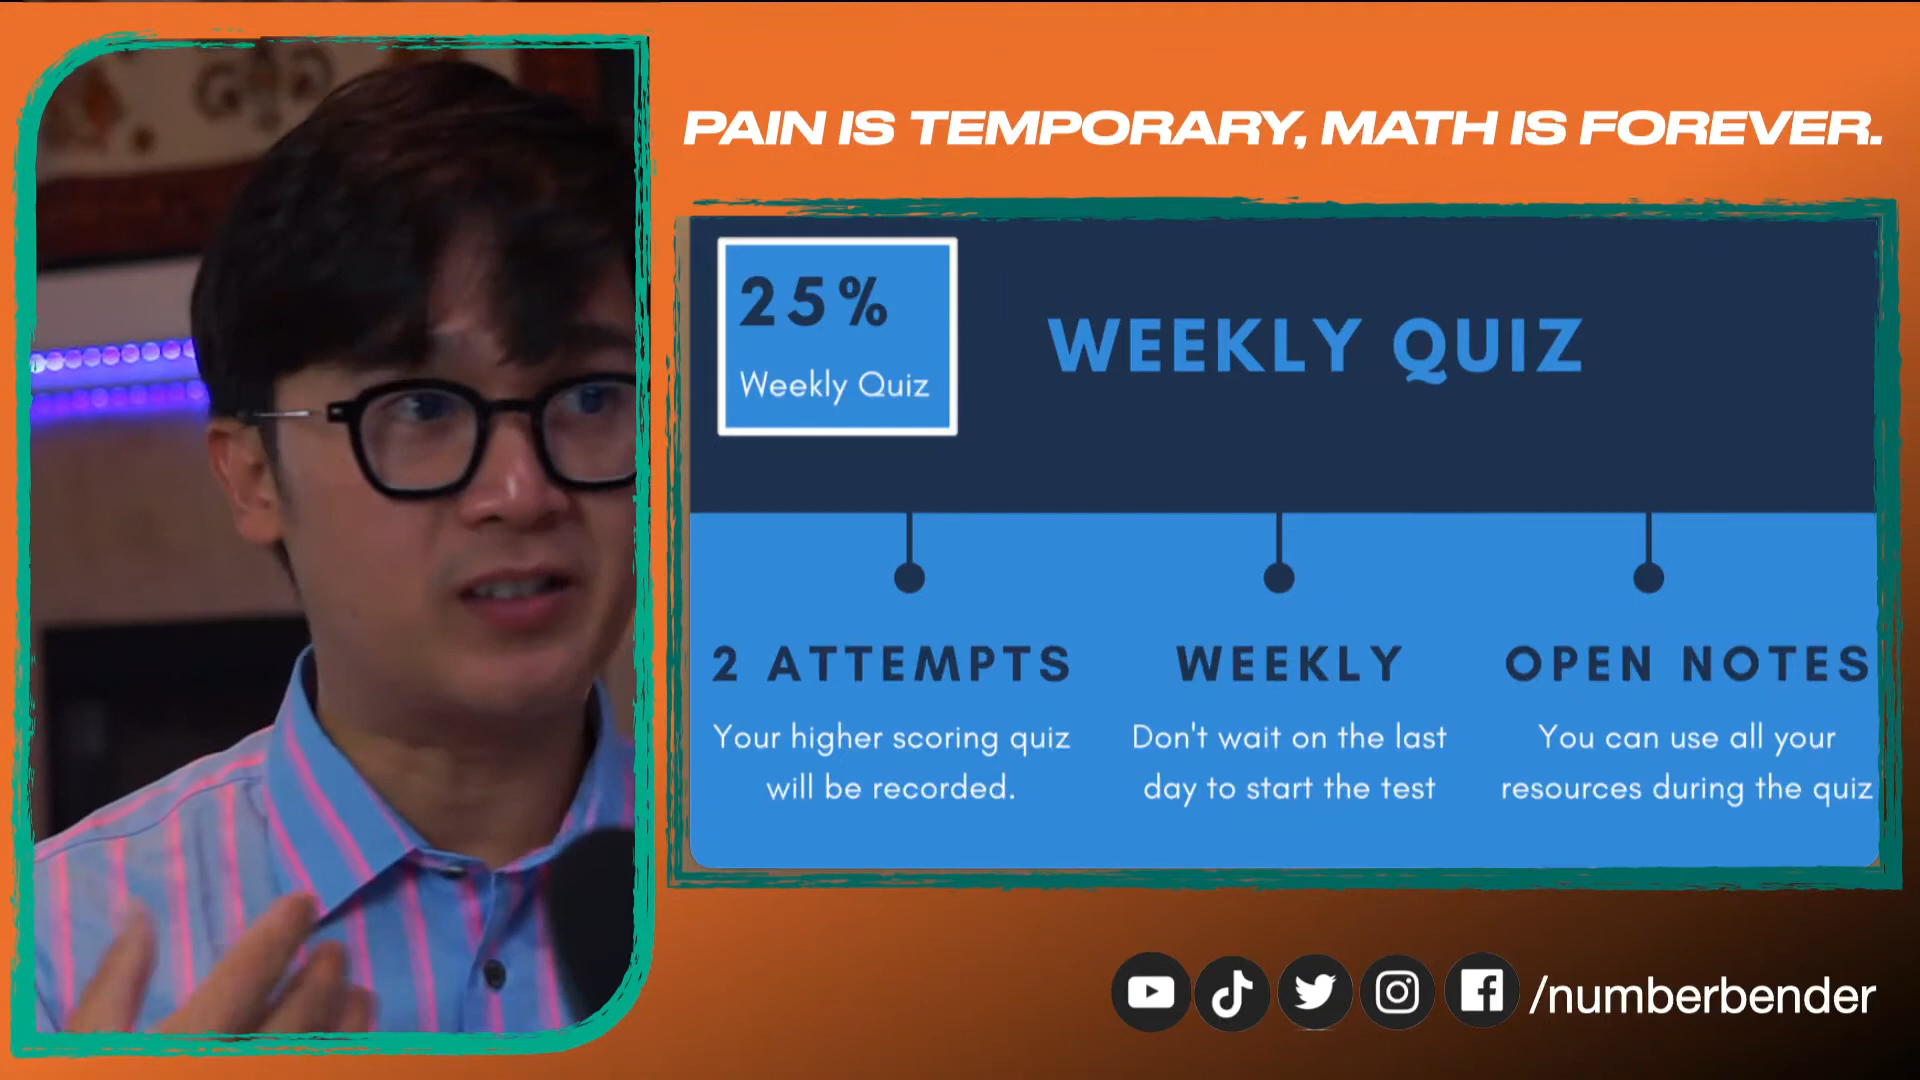 PAIN IS TEMPORARY, MATH IS FOREVER.
25%
Weekly Quiz
WEEKLY QUIZ
2 ATTEMPTS
Your higher scoring quiz
will be recorded.
WEEKLY
Don't wait on the last
day to start the test
OPEN NOTES
You can use all your
resources during the quiz
/numberbender